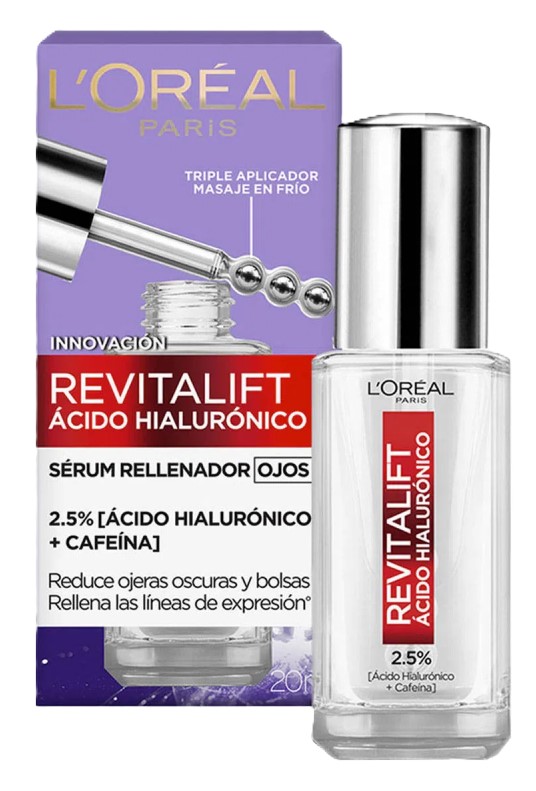 L'ORÉAL
PARIS
TRIPLE APLICADOR
MASAJE EN FRÍO
INNOVACIÓN
REVITALIFT
ÁCIDO HIALURÓNICO
SÉRUM RELLENADOR OJOS
2.5% [ÁCIDO HIALURÓNICO
+ CAFEÍNA]
Reduce ojeras oscuras y bolsas
Rellena las líneas de expresión°
L'ORÉAL
PARIS
REVITALIFT
ÁCIDO HIALURÓNICO
2.5%
[Ácido Hialurónico
+ Cafeína]